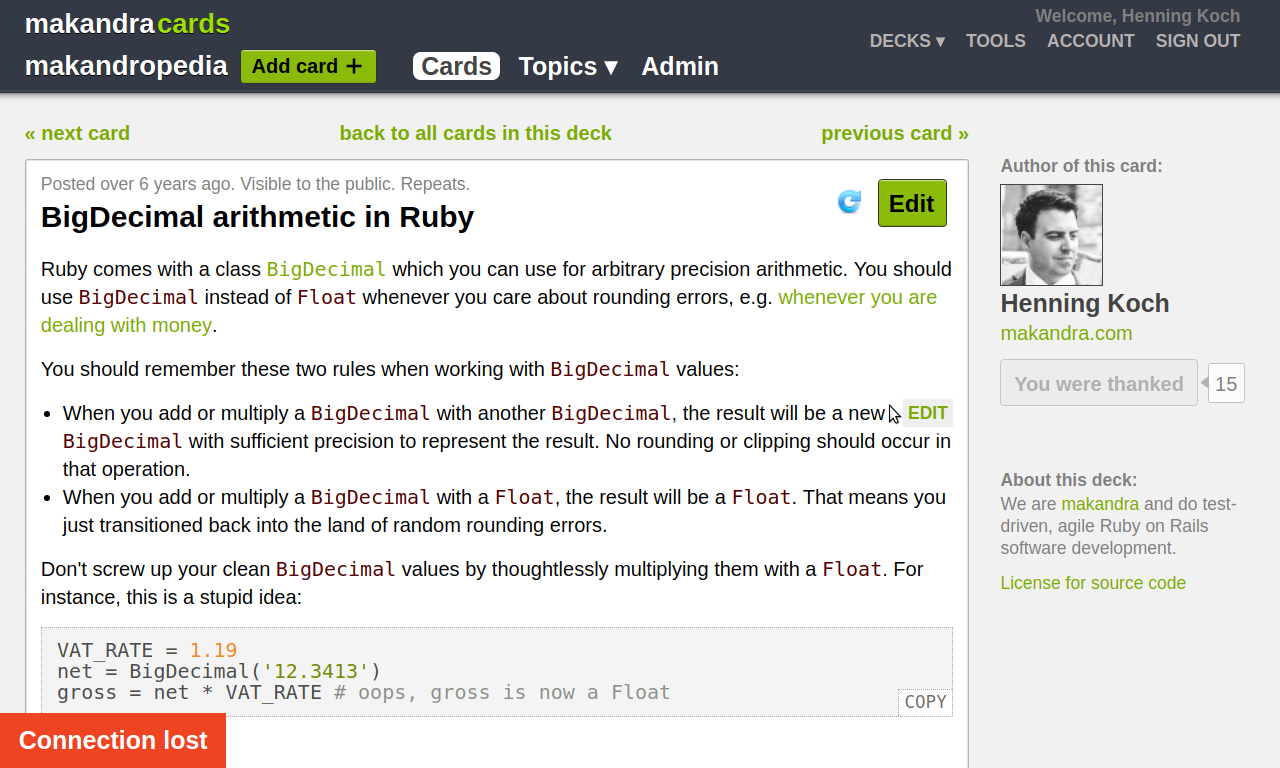 makandra cards
Welcome, Henning Koch
DECKS ▾ TOOLS ACCOUNT SIGN OUT
makandropedia Add card + Cards Topics ▾ Admin
« next card back to all cards in this deck previous card »
Posted over 6 years ago. Visible to the public. Repeats.
Edit
BigDecimal arithmetic in Ruby
Ruby comes with a class BigDecimal which you can use for arbitrary precision arithmetic. You should
use BigDecimal instead of Float whenever you care about rounding errors, e.g. whenever you are
dealing with money.
You should remember these two rules when working with BigDecimal values:
• When you add or multiply a BigDecimal with another BigDecimal, the result will be a new EDIT
BigDecimal with sufficient precision to represent the result. No rounding or clipping should occur in
that operation.
• When you add or multiply a BigDecimal with a Float, the result will be a Float. That means you
just transitioned back into the land of random rounding errors.
Don't screw up your clean BigDecimal values by thoughtlessly multiplying them with a Float. For
instance, this is a stupid idea:
VAT_RATE = 1.19
net = BigDecimal('12.3413')
gross = net * VAT_RATE # oops, gross is now a Float
COPY
Connection lost
Author of this card:
Henning Koch
makandra.com
You were thanked 15
About this deck:
We are makandra and do test-
driven, agile Ruby on Rails
software development.
License for source code